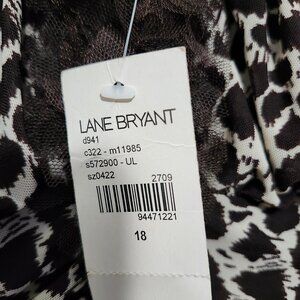 LANE BRYANT
d941
c322 - m11985
s572900 - UL
sz0422
2709
94471221
18